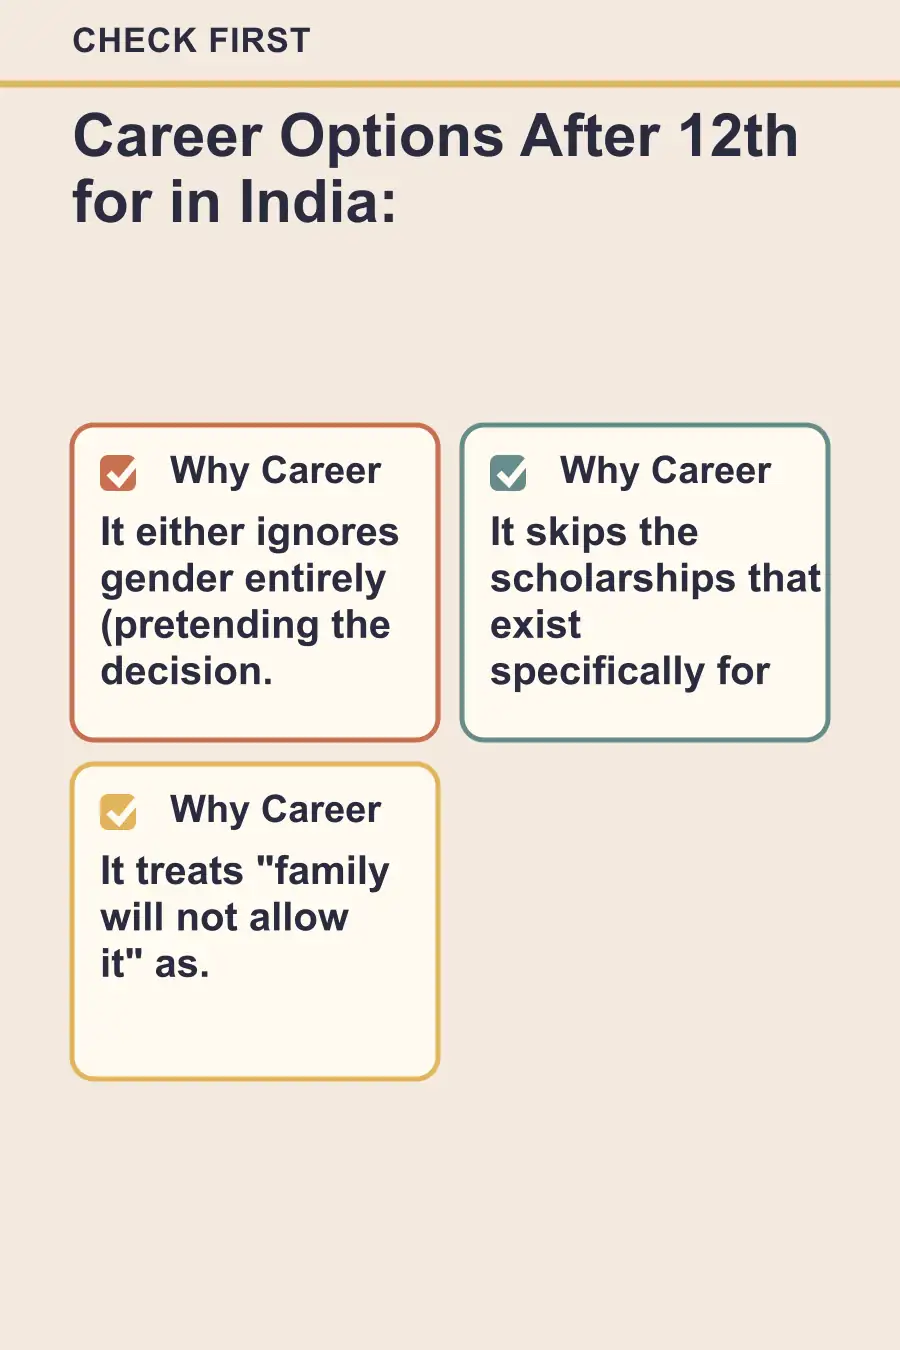 CHECK FIRST
Career Options After 12th
for in India:
Why Career
It either ignores
gender entirely
(pretending the
decision.
Why Career
It skips the
scholarships that
exist
specifically for
Why Career
It treats "family
will not allow
it" as.